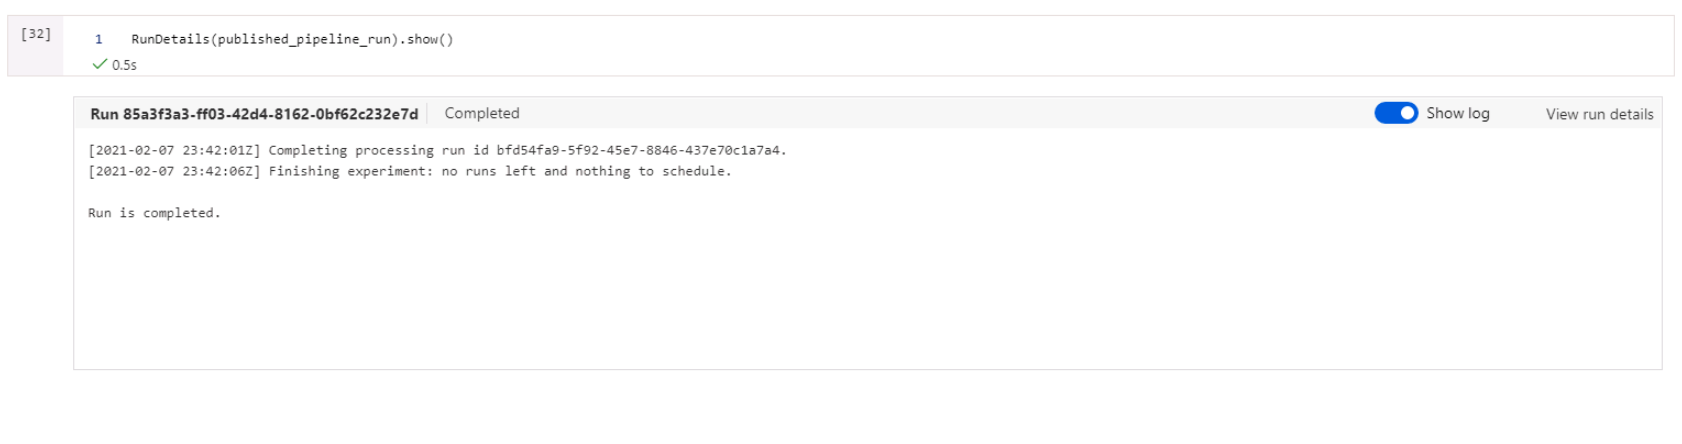 [32]
1 RunDetails(published_pipeline_run).show()
0.5s
Run 85a3f3a3-ff03-42d4-8162-0bf62c232e7d Completed Show log View run details
[2021-02-07 23:42:01Z] Completing processing run id bfd54fa9-5f92-45e7-8846-437e70c1a7a4.
[2021-02-07 23:42:06Z] Finishing experiment: no runs left and nothing to schedule.
Run is completed.